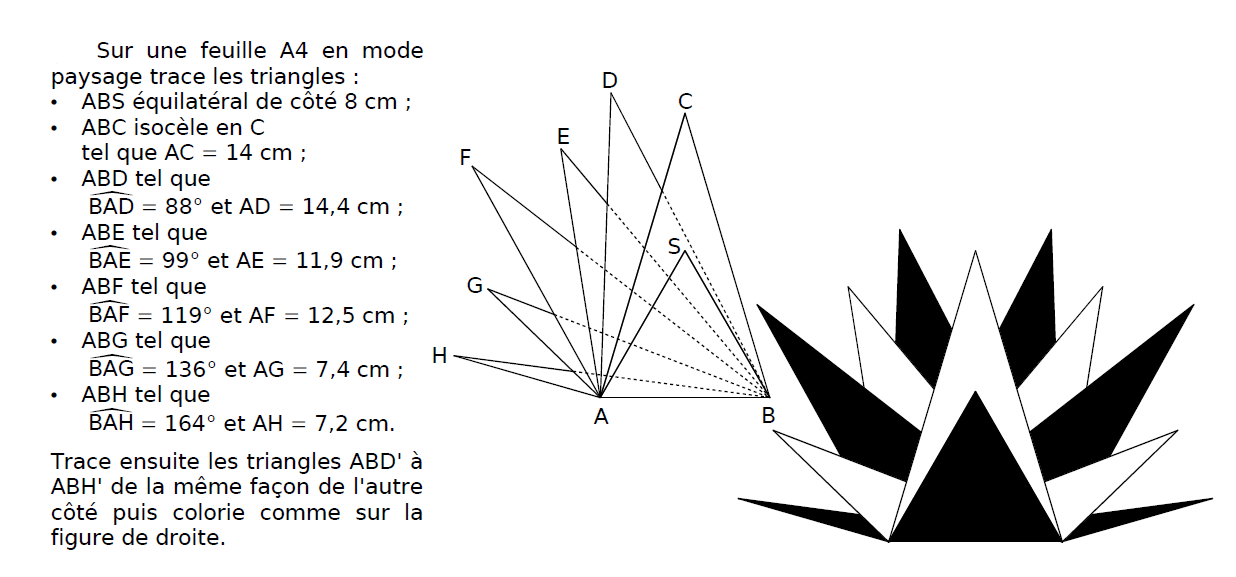 Sur une feuille A4 en mode
paysage trace les triangles :
• ABS équilatéral de côté 8 cm ;
• ABC isocèle en C
tel que AC = 14 cm ;
• ABD tel que
BAD = 88° et AD = 14,4 cm ;
• ABE tel que
BAE = 99° et AE = 11,9 cm ;
• ABF tel que
BAF = 119° et AF = 12,5 cm ;
• ABG tel que
BAG = 136° et AG = 7,4 cm ;
• ABH tel que
BAH = 164° et AH = 7,2 cm.
Trace ensuite les triangles ABD' à
ABH' de la même façon de l'autre
côté puis colorie comme sur la
figure de droite.
D
C
E
F
S
G
H
A
B